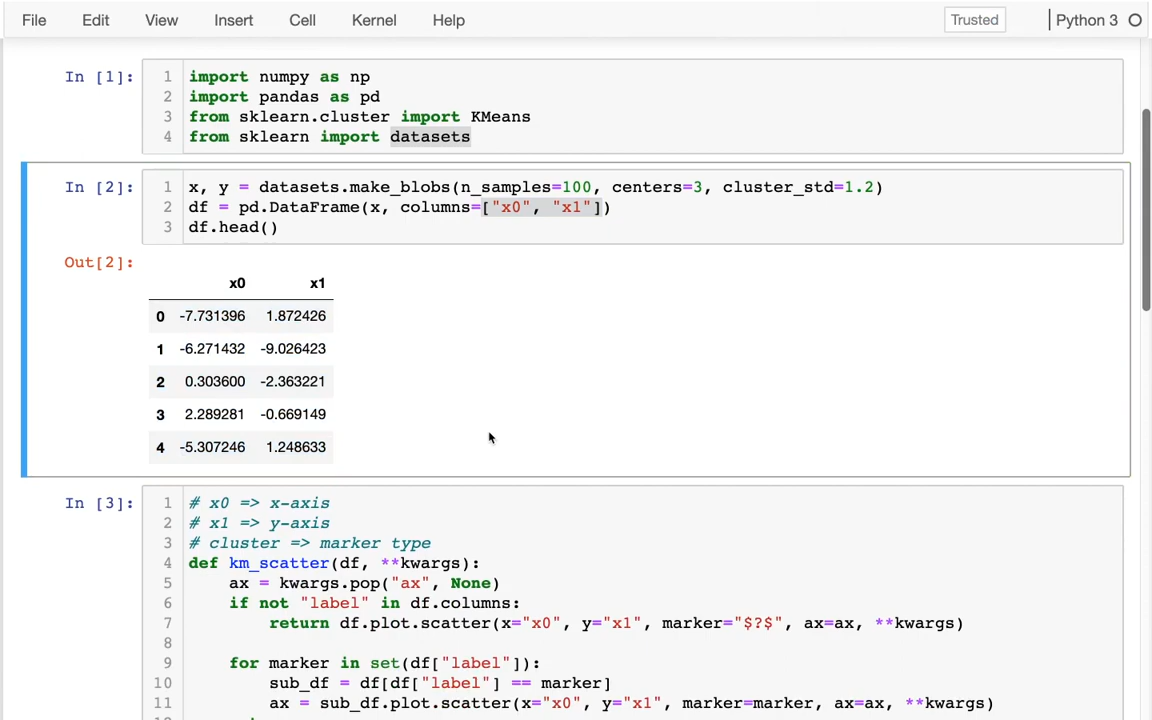 File Edit View Insert Cell Kernel Help Trusted Python 3
In [1]:
1 import numpy as np
2 import pandas as pd
3 from sklearn.cluster import KMeans
4 from sklearn import datasets
In [2]:
1 x, y = datasets.make_blobs(n_samples=100, centers=3, cluster_std=1.2)
2 df = pd.DataFrame(x, columns=["x0", "x1"])
3 df.head()
Out[2]:
x0 x1
0 -7.731396 1.872426
1 -6.271432 -9.026423
2 0.303600 -2.363221
3 2.289281 -0.669149
4 -5.307246 1.248633
In [3]:
1 # x0 => x-axis
2 # x1 => y-axis
3 # cluster => marker type
4 def km_scatter(df, **kwargs):
5     ax = kwargs.pop("ax", None)
6     if not "label" in df.columns:
7         return df.plot.scatter(x="x0", y="x1", marker="$?$", ax=ax, **kwargs)
8
9     for marker in set(df["label"]):
10         sub_df = df[df["label"] == marker]
11         ax = sub_df.plot.scatter(x="x0", y="x1", marker=marker, ax=ax, **kwargs)